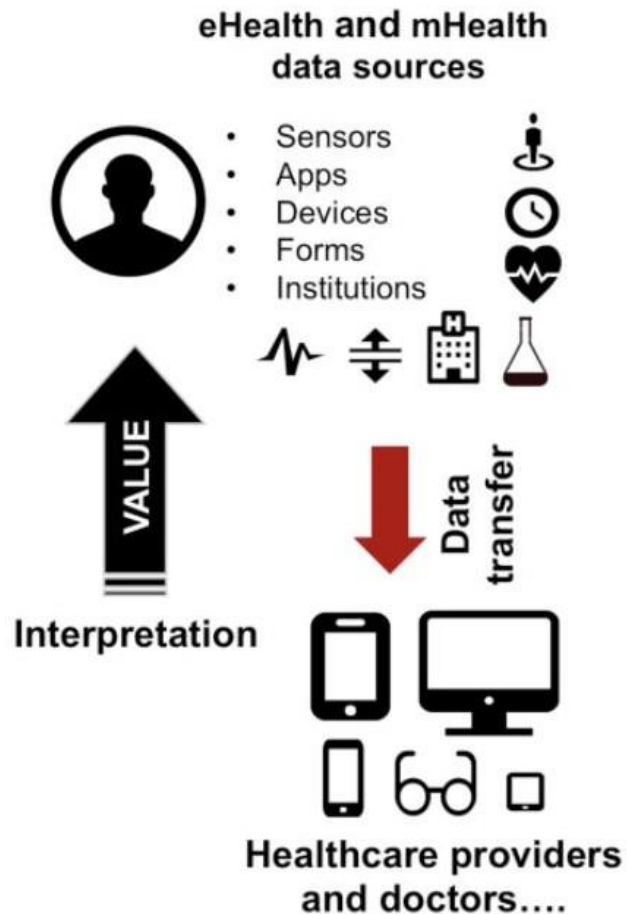 eHealth and mHealth
data sources
• Sensors
• Apps
• Devices
• Forms
• Institutions
H
VALUE
Data
transfer
Interpretation
Healthcare providers
and doctors....